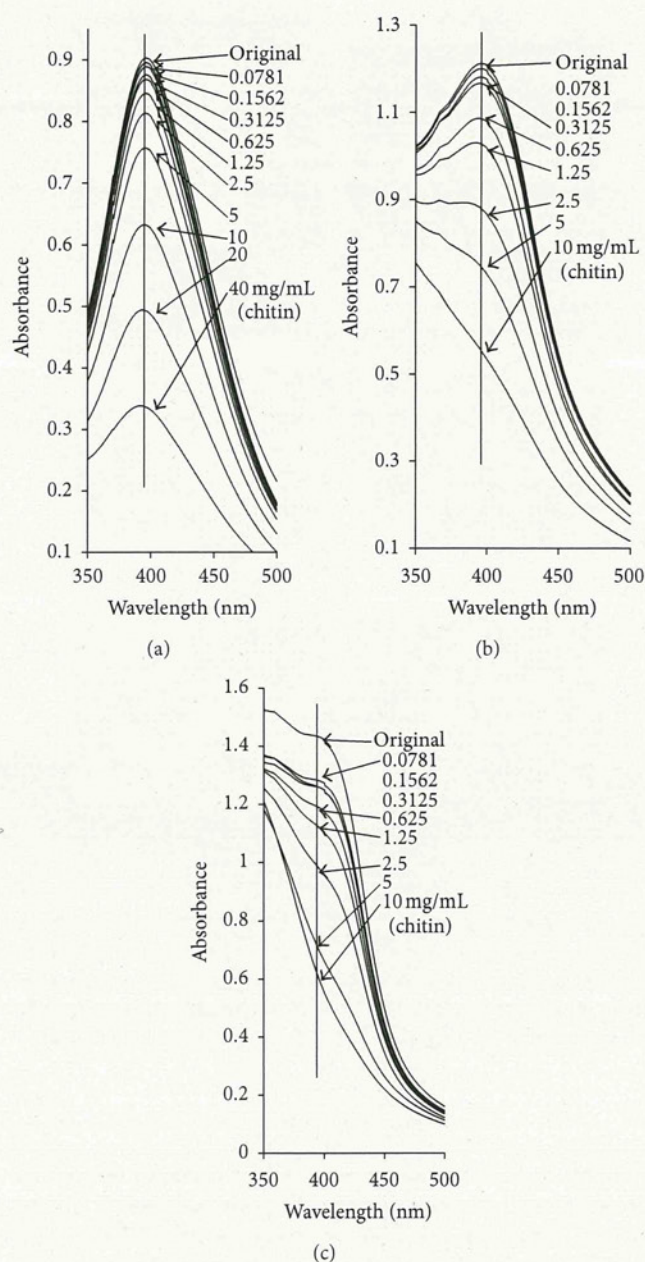 0.9
0.8
0.7
0.6
0.5
0.4
0.3
0.2
0.1
Absorbance
Original
0.0781
0.1562
0.3125
0.625
1.25
2.5
5
10
20
40 mg/mL
(chitin)
350 400 450 500
Wavelength (nm)
(a)
1.3
1.1
0.9
0.7
0.5
0.3
0.1
Absorbance
Original
0.0781
0.1562
0.3125
0.625
1.25
2.5
5
10 mg/mL
(chitin)
350 400 450 500
Wavelength (nm)
(b)
1.6
1.4
1.2
1
0.8
0.6
0.4
0.2
0
Absorbance
Original
0.0781
0.1562
0.3125
0.625
1.25
2.5
5
10 mg/mL
(chitin)
350 400 450 500
Wavelength (nm)
(c)